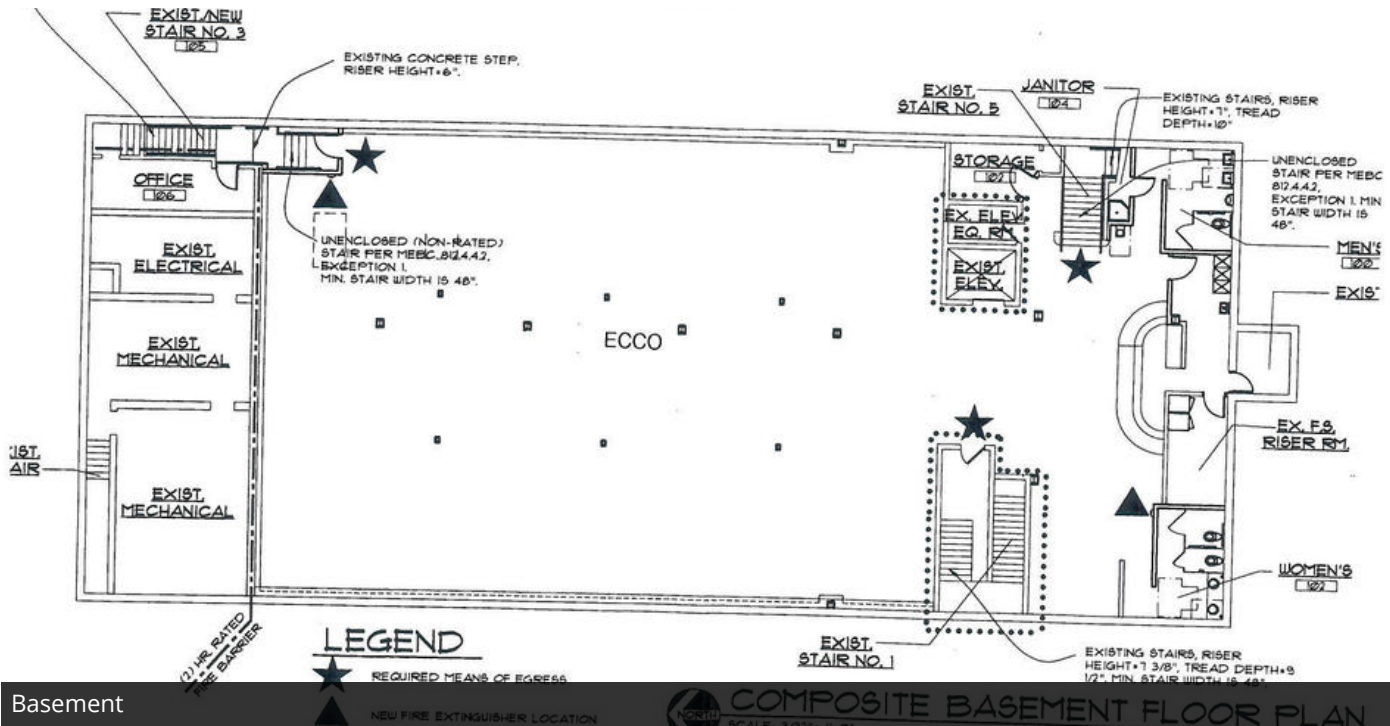 EXIST./NEW
STAIR NO. 3
105
EXISTING CONCRETE STEP,
RISER HEIGHT=6".
EXIST.
STAIR NO. 5
JANITOR
104
EXISTING STAIRS, RISER
HEIGHT=7", TREAD
DEPTH=10"
OFFICE
106
STORAGE
102
UNENCLOSED
STAIR PER MEBC
812.4.4.2,
EXCEPTION 1. MIN
STAIR WIDTH IS
48".
EX. ELEV.
EQ. RM.
EXIST.
ELEV.
MEN'S
100
EXIS
UNENCLOSED (NON-RATED)
STAIR PER MEBC, 812.4.4.2,
EXCEPTION 1.
MIN. STAIR WIDTH IS 48".
EXIST.
ELECTRICAL
EXIST.
MECHANICAL
ECCO
EX. F.S.
RISER RM.
IST.
AIR
EXIST.
MECHANICAL
WOMEN'S
102
(2) HR. RATED
FIRE BARRIER
EXIST.
STAIR NO. 1
EXISTING STAIRS, RISER
HEIGHT=7 3/8", TREAD DEPTH=9
1/2", MIN. STAIR WIDTH IS 48".
LEGEND
REQUIRED MEANS OF EGRESS
NEW FIRE EXTINGUISHER LOCATION
Basement
NORTH
COMPOSITE BASEMENT FLOOR PLAN
SCALE: